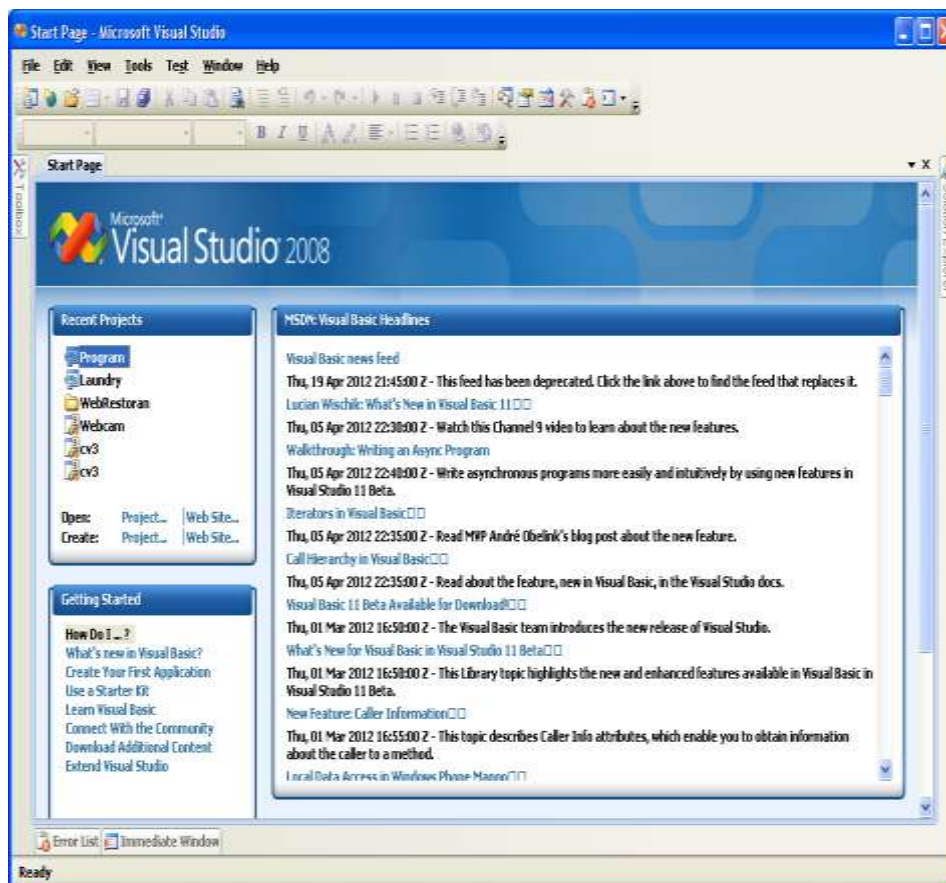 Start Page - Microsoft Visual Studio
File Edit View Tools Test Window Help
B I U A
Toolbox
Start Page
Microsoft
Visual Studio 2008
Recent Projects
Program
Laundry
WebRestoran
Webcam
cv3
cv3
Open: Project... Web Site...
Create: Project... Web Site...
Getting Started
How Do I ... ?
What's new in Visual Basic?
Create Your First Application
Use a Starter Kit
Learn Visual Basic
Connect With the Community
Download Additional Content
Extend Visual Studio
MSDN: Visual Basic Headlines
Visual Basic news feed
Thu, 19 Apr 2012 21:45:00 Z - This feed has been deprecated. Click the link above to find the feed that replaces it.
Lucian Wischik: What's New in Visual Basic 11□□
Thu, 05 Apr 2012 22:38:00 Z - Watch this Channel 9 video to learn about the new features.
Walkthrough: Writing an Async Program
Thu, 05 Apr 2012 22:40:00 Z - Write asynchronous programs more easily and intuitively by using new features in
Visual Studio 11 Beta.
Iterators in Visual Basic□□
Thu, 05 Apr 2012 22:35:00 Z - Read MVP André Obelink's blog post about the new feature.
Call Hierarchy in Visual Basic□□
Thu, 05 Apr 2012 22:35:00 Z - Read about the feature, new in Visual Basic, in the Visual Studio docs.
Visual Basic 11 Beta Available for Download!□□
Thu, 01 Mar 2012 16:50:00 Z - The Visual Basic team introduces the new release of Visual Studio.
What's New for Visual Basic in Visual Studio 11 Beta□□
Thu, 01 Mar 2012 16:50:00 Z - This Library topic highlights the new and enhanced features available in Visual Basic in
Visual Studio 11 Beta.
New Feature: Caller Information□□
Thu, 01 Mar 2012 16:55:00 Z - This topic describes Caller Info attributes, which enable you to obtain information
about the caller to a method.
Local Data Access in Windows Phone Mango□□
Error List Immediate Window
Ready